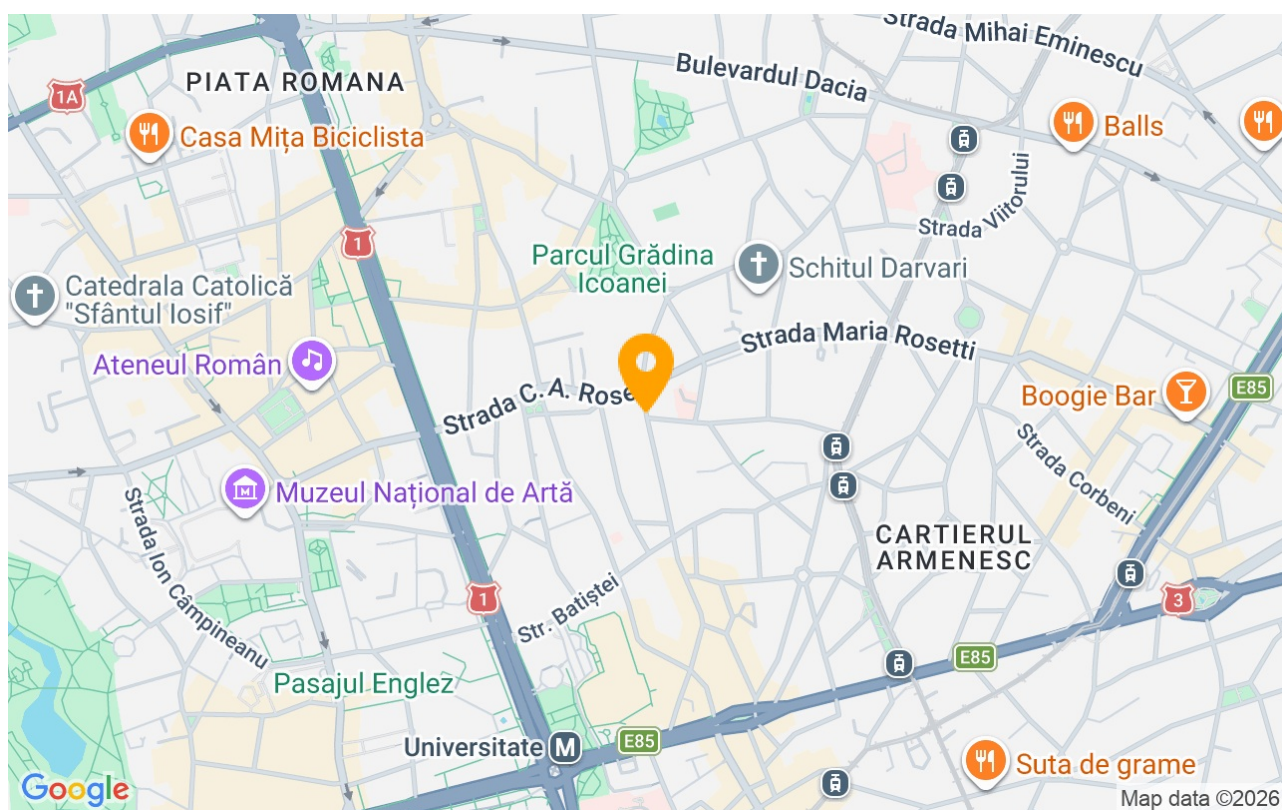 Strada Mihai Eminescu
Bulevardul Dacia
PIATA ROMANA
1A
Casa Mița Biciclista
Balls
Strada Viitorului
1
Parcul Grădina
Icoanei
Schitul Darvari
Catedrala Catolică
"Sfântul Iosif"
Strada Maria Rosetti
Ateneul Român
Strada C. A. Rose
Boogie Bar
E85
Muzeul Național de Artă
Strada Corbeni
Strada Ion Câmpineanu
CARTIERUL
ARMENESC
1
3
Str. Batiștei
E85
Pasajul Englez
Universitate
M
E85
Suta de grame
Google
Map data ©2026